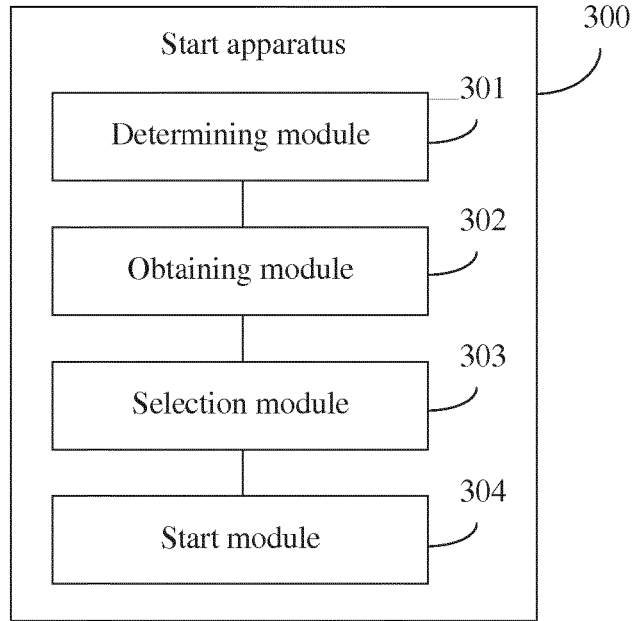 300
Start apparatus
301
Determining module
302
Obtaining module
303
Selection module
304
Start module